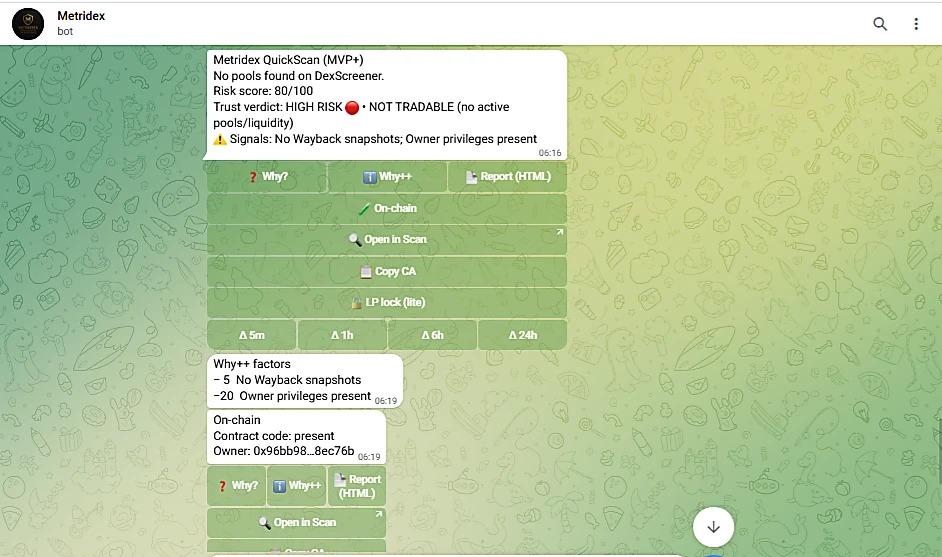 Metridex
bot
Metridex QuickScan (MVP+)
No pools found on DexScreener.
Risk score: 80/100
Trust verdict: HIGH RISK 🔴 • NOT TRADABLE (no active
pools/liquidity)
⚠️ Signals: No Wayback snapshots; Owner privileges present
06:16
❓ Why?
ℹ️ Why++
Report (HTML)
On-chain
🔍 Open in Scan
📋 Copy CA
🔒 LP lock (lite)
Δ 5m
Δ 1h
Δ 6h
Δ 24h
Why++ factors
− 5 No Wayback snapshots
−20 Owner privileges present
06:19
On-chain
Contract code: present
Owner: 0x96bb98…8ec76b
06:19
❓ Why?
ℹ️ Why++
Report
(HTML)
🔍 Open in Scan
Copy CA